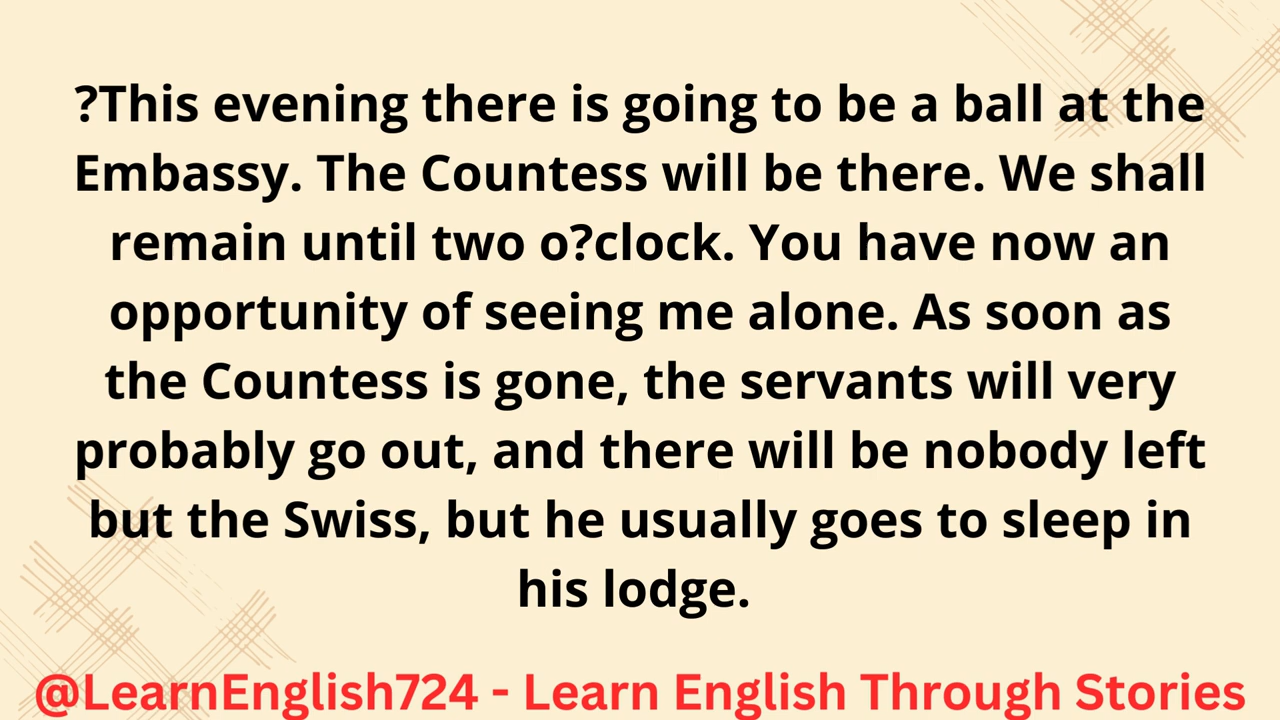 ?This evening there is going to be a ball at the
Embassy. The Countess will be there. We shall
remain until two o?clock. You have now an
opportunity of seeing me alone. As soon as
the Countess is gone, the servants will very
probably go out, and there will be nobody left
but the Swiss, but he usually goes to sleep in
his lodge.
@LearnEnglish724 - Learn English Through Stories